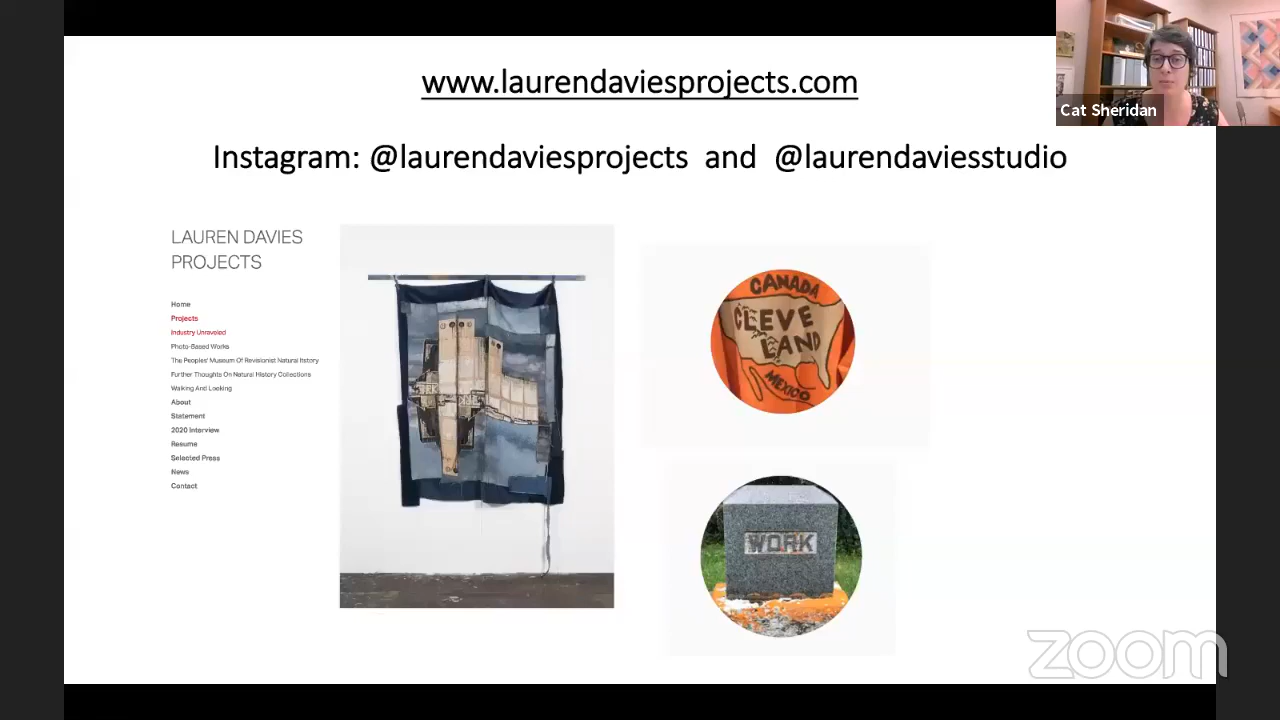 www.laurendaviesprojects.com
Instagram: @laurendaviesprojects and @laurendaviesstudio
LAUREN DAVIES
PROJECTS
Home
Projects
Industry Unraveled
Photo-Based Works
The Peoples' Museum Of Revisionist Natural History
Further Thoughts On Natural History Collections
Walking And Looking
About
Statement
2020 Interview
Resume
Selected Press
News
Contact
CANADA
CLEVE
LAND
MEXICO
WORK
Cat Sheridan
zoom